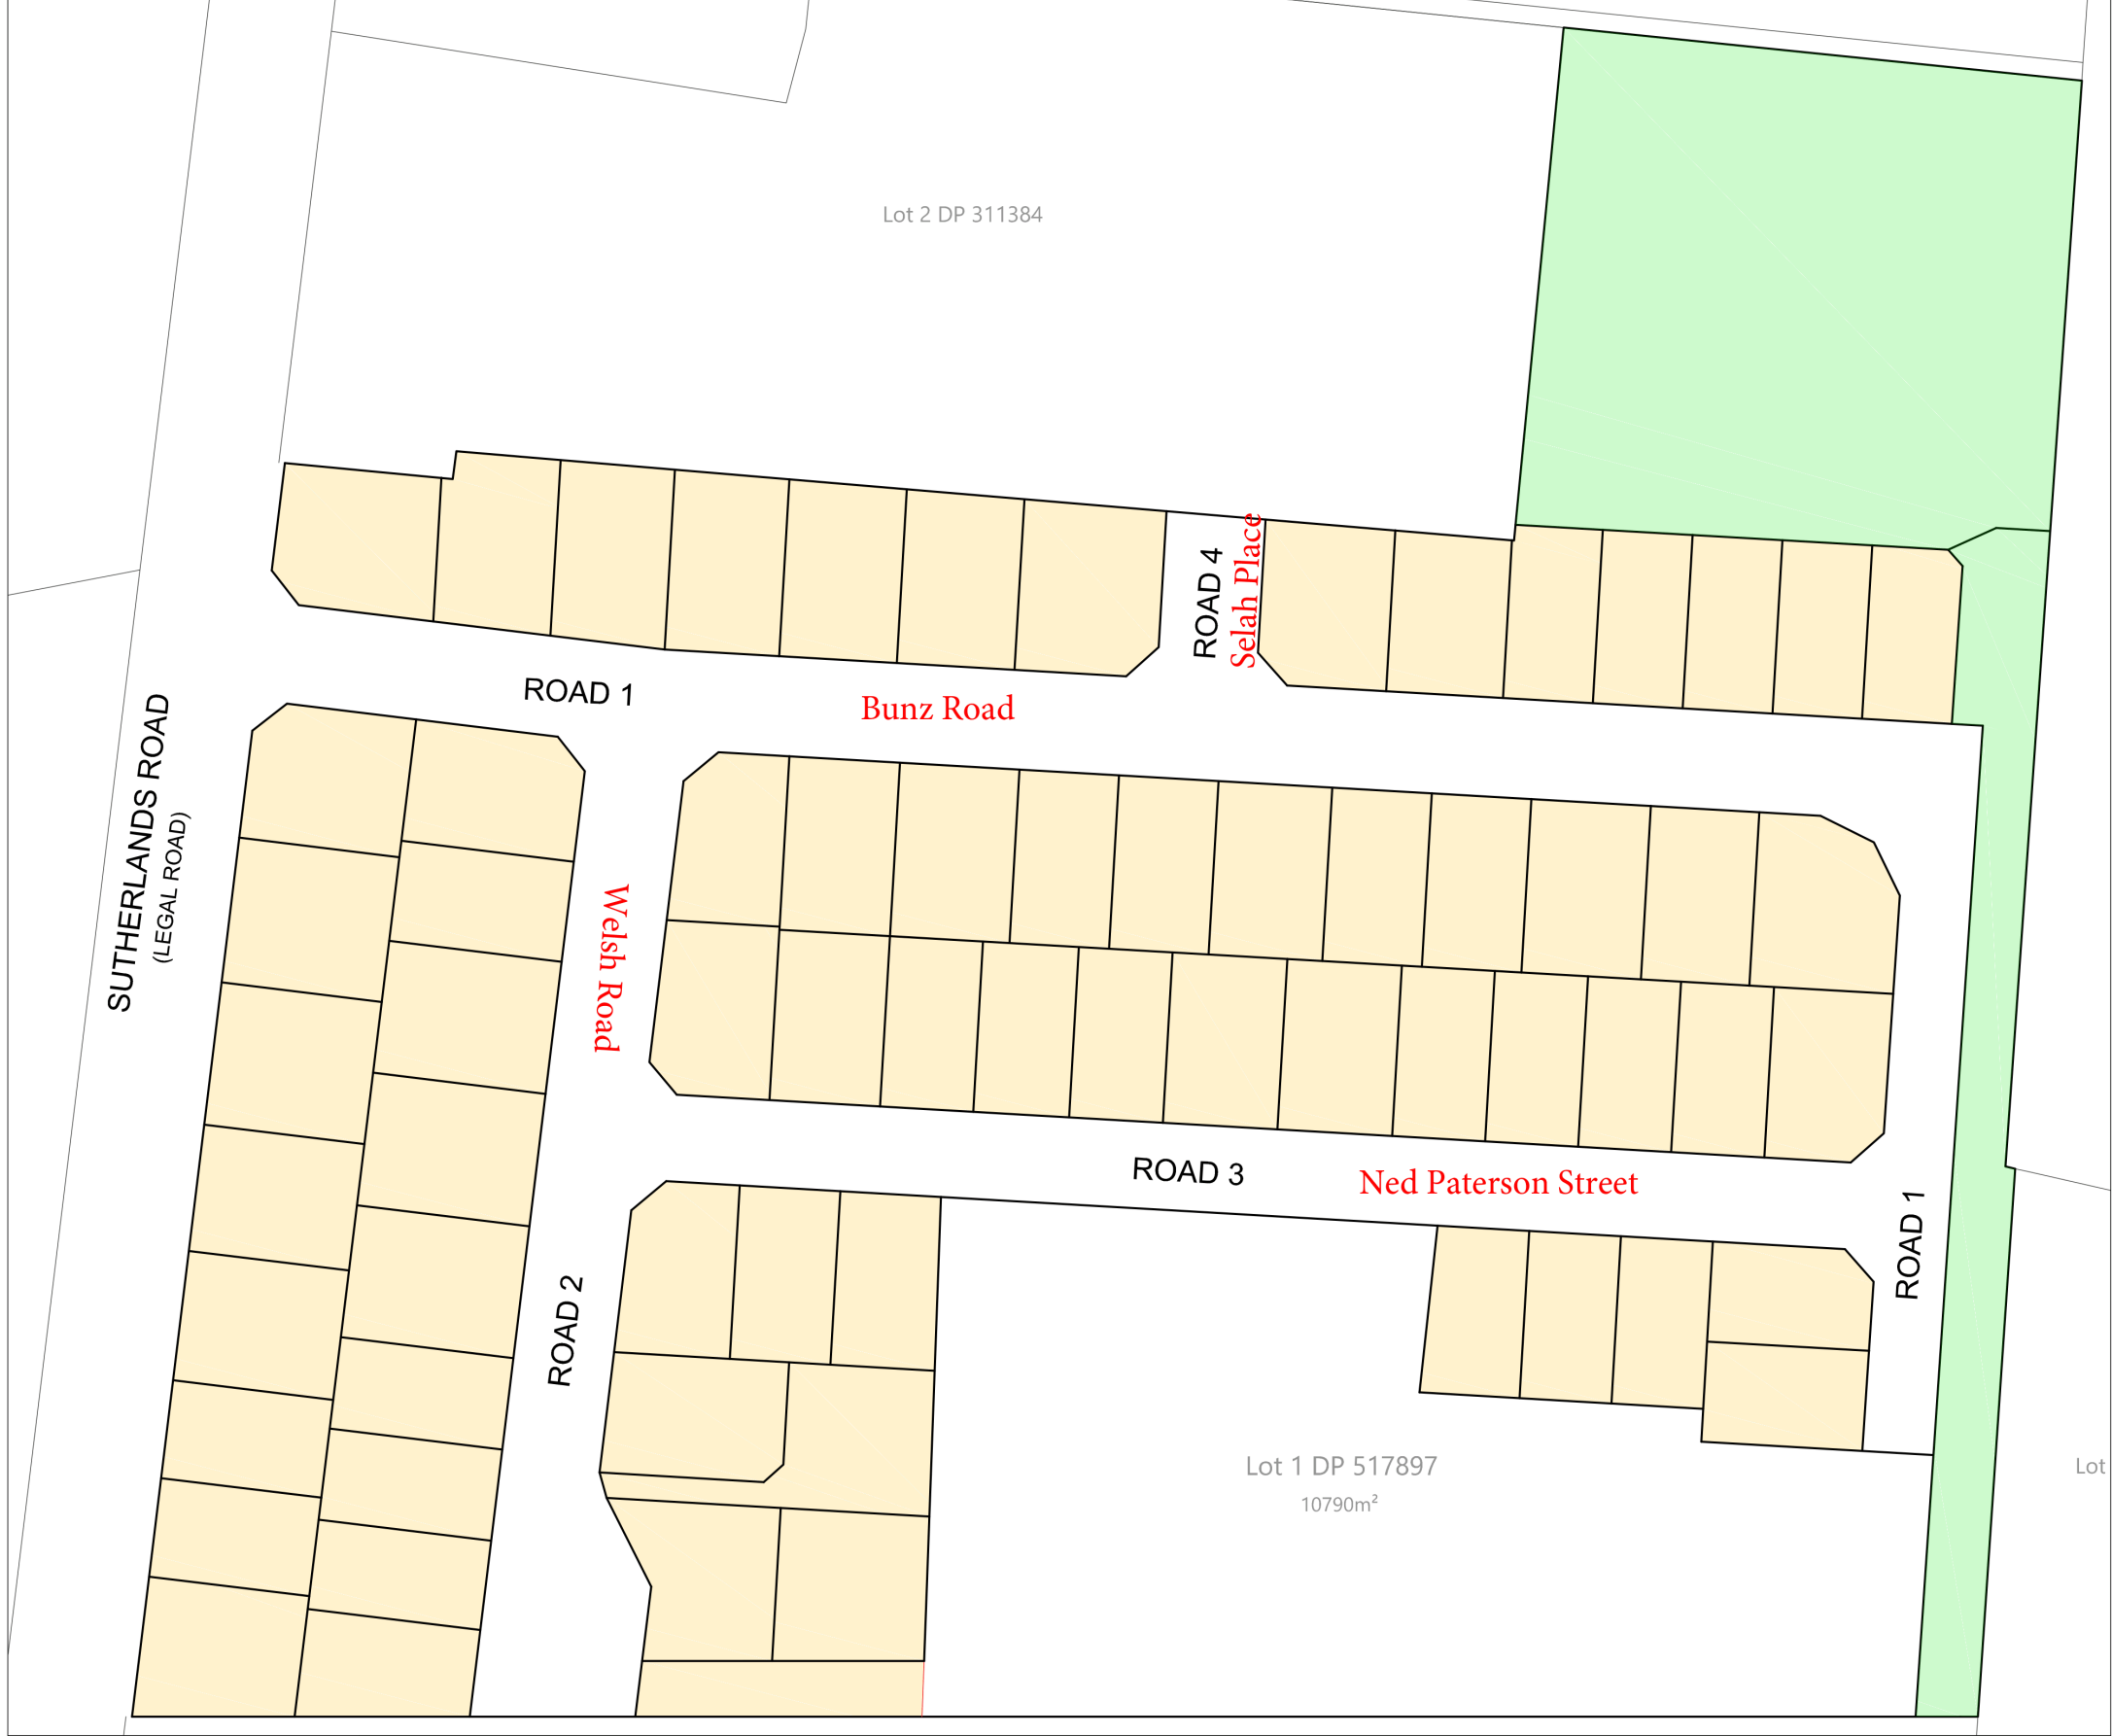 Lot 2 DP 311384
ROAD 4
Selah Place
ROAD 1
Bunz Road
SUTHERLANDS ROAD
(LEGAL ROAD)
Welsh Road
ROAD 3
Ned Paterson Street
ROAD 1
ROAD 2
Lot 1 DP 517897
10790m²
Lot